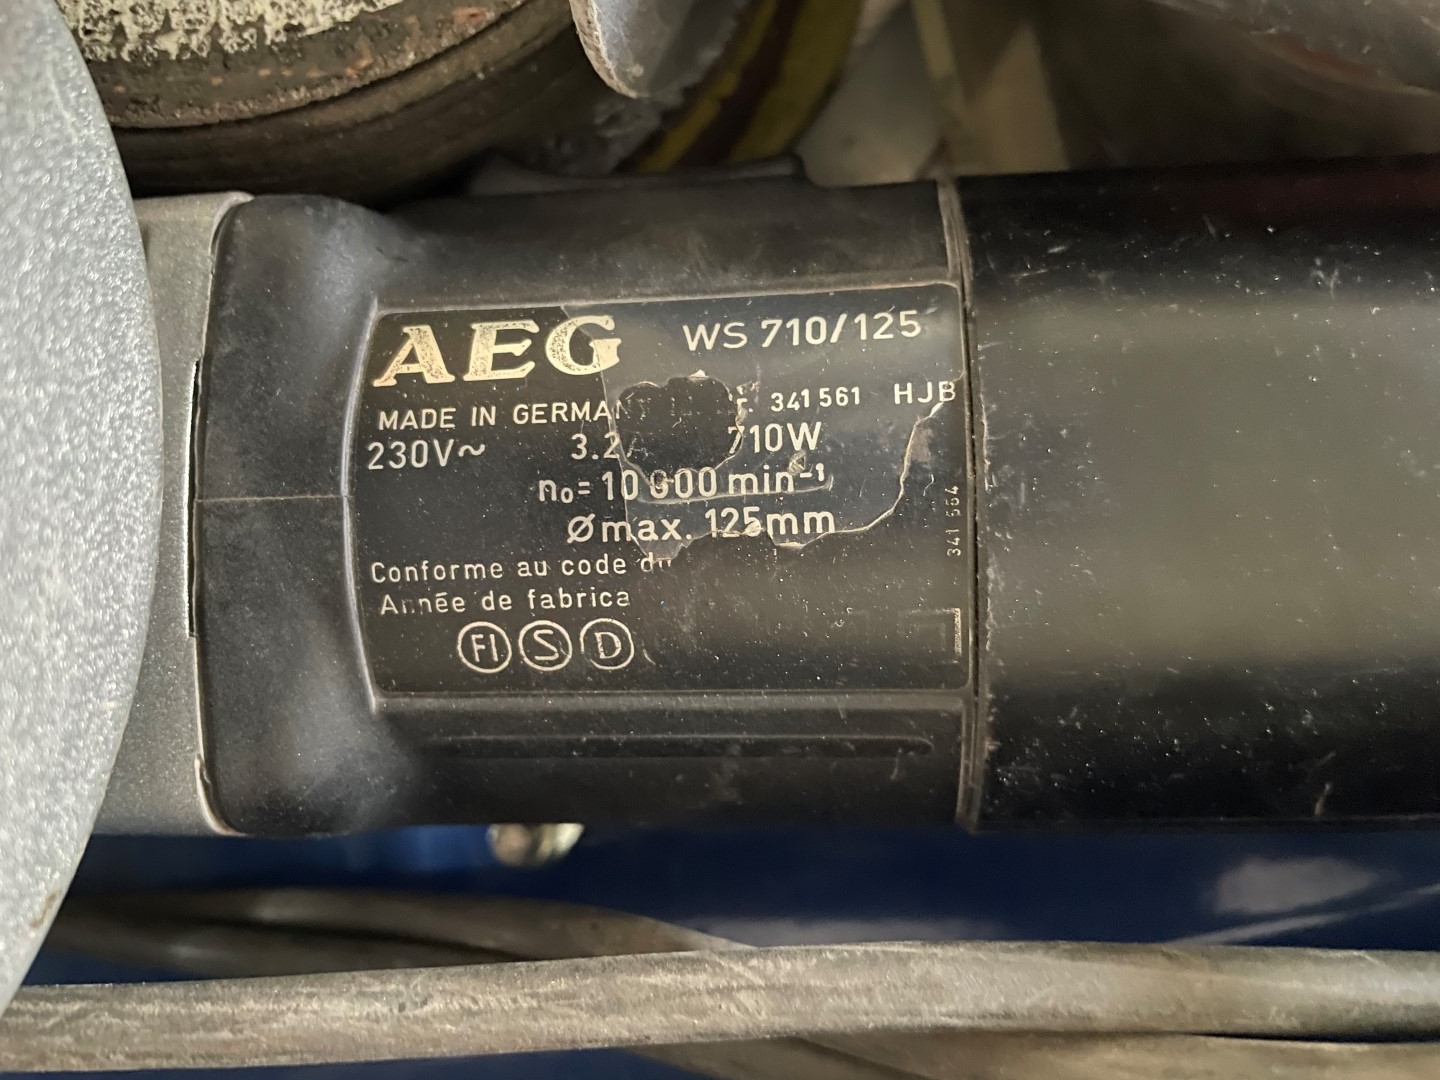 AEG WS 710/125
MADE IN GERMAN 341 561 HJB
230V~ 3.2 710W
n₀= 10 000 min⁻¹
Ømax. 125mm
341 564
Conforme au code du
Année de fabrica
FI S D